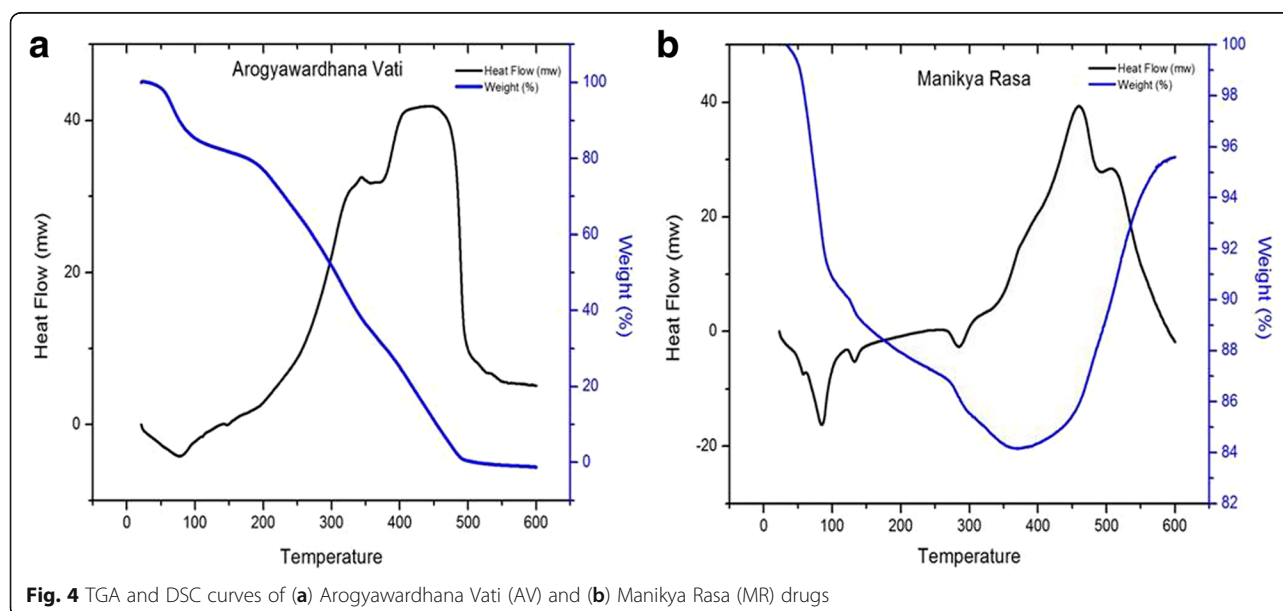 a
Arogyawardhana Vati
Heat Flow (mw)
Weight (%)
Heat Flow (mw)
40
20
0
100
80
60
40
20
0
Weight (%)
0 100 200 300 400 500 600
Temperature
b
Manikya Rasa
Heat Flow (mw)
Weight (%)
Heat Flow (mw)
40
20
0
-20
100
98
96
94
92
90
88
86
84
82
Weight (%)
0 100 200 300 400 500 600
Temperature
Fig. 4 TGA and DSC curves of (a) Arogyawardhana Vati (AV) and (b) Manikya Rasa (MR) drugs